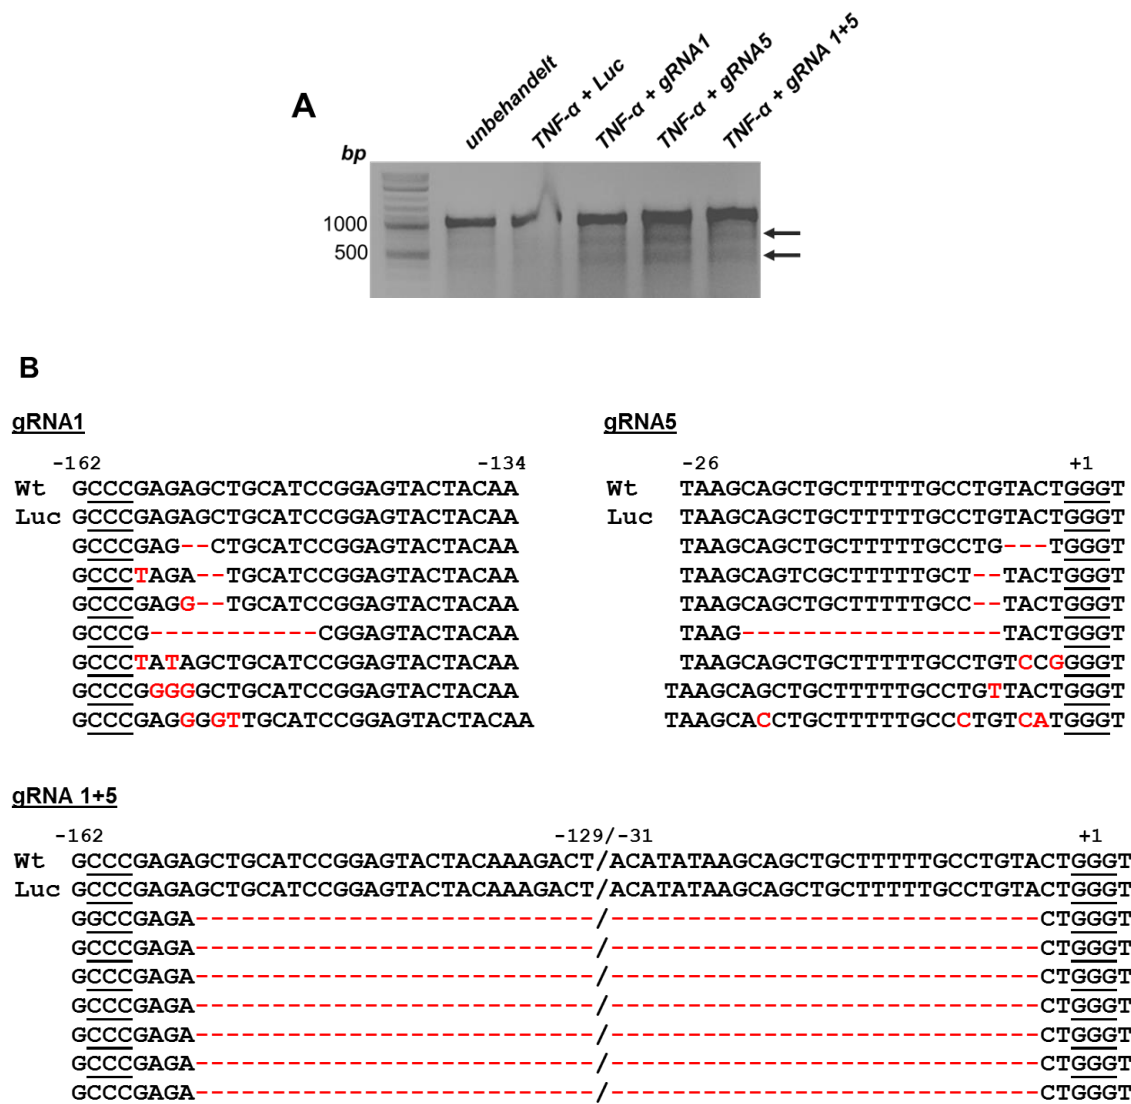 A
unbehandelt
TNF-α + Luc
TNF-α + gRNA1
TNF-α + gRNA5
TNF-α + gRNA 1+5
bp
1000
500
B
gRNA1
-162 -134
Wt GCCCGAGAGCTGCATCCGGAGTACTACAA
Luc GCCCGAGAGCTGCATCCGGAGTACTACAA
GCCCGAG--CTGCATCCGGAGTACTACAA
GCCCTAGA--TGCATCCGGAGTACTACAA
GCCCGAGG--TGCATCCGGAGTACTACAA
GCCCG-----------CGGAGTACTACAA
GCCCTATAGCTGCATCCGGAGTACTACAA
GCCCGGGGGCTGCATCCGGAGTACTACAA
GCCCGAGGGGTTGCATCCGGAGTACTACAA
gRNA5
-26 +1
Wt TAAGCAGCTGCTTTTTGCCTGTACTGGGT
Luc TAAGCAGCTGCTTTTTGCCTGTACTGGGT
TAAGCAGCTGCTTTTTGCCTG---TGGGT
TAAGCAGTCGCTTTTTGCT--TACTGGGT
TAAGCAGCTGCTTTTTGCC--TACTGGGT
TAAG-----------------TACTGGGT
TAAGCAGCTGCTTTTTGCCTGTCCGGGGT
TAAGCAGCTGCTTTTTGCCTGTTACTGGGT
TAAGCACCTGCTTTTTGCCCTGTCATGGGT
gRNA 1+5
-162 -129/-31 +1
Wt GCCCGAGAGCTGCATCCGGAGTACTACAAAGACT/ACATATAAGCAGCTGCTTTTTGCCTGTACTGGGT
Luc GCCCGAGAGCTGCATCCGGAGTACTACAAAGACT/ACATATAAGCAGCTGCTTTTTGCCTGTACTGGGT
GGCCGAGA--------------------------/----------------------------CTGGGT
GCCCGAGA--------------------------/----------------------------CTGGGT
GCCCGAGA--------------------------/----------------------------CTGGGT
GCCCGAGA--------------------------/----------------------------CTGGGT
GCCCGAGA--------------------------/----------------------------CTGGGT
GCCCGAGA--------------------------/----------------------------CTGGGT
GCCCGAGA--------------------------/----------------------------CTGGGT